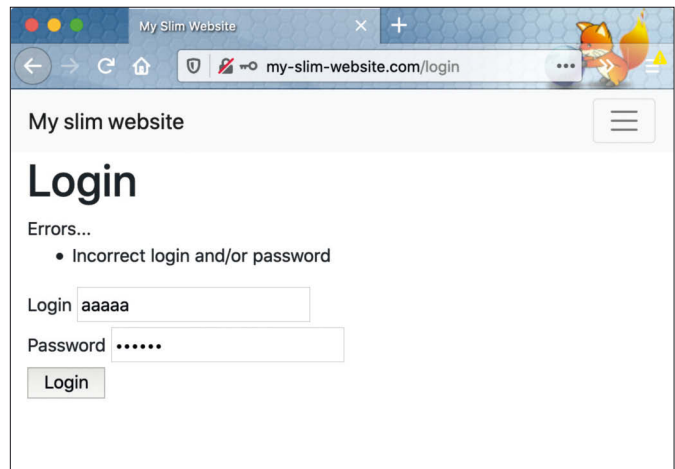 My Slim Website
my-slim-website.com/login
My slim website
Login
Errors...
• Incorrect login and/or password
Login aaaaa
Password ••••••
Login